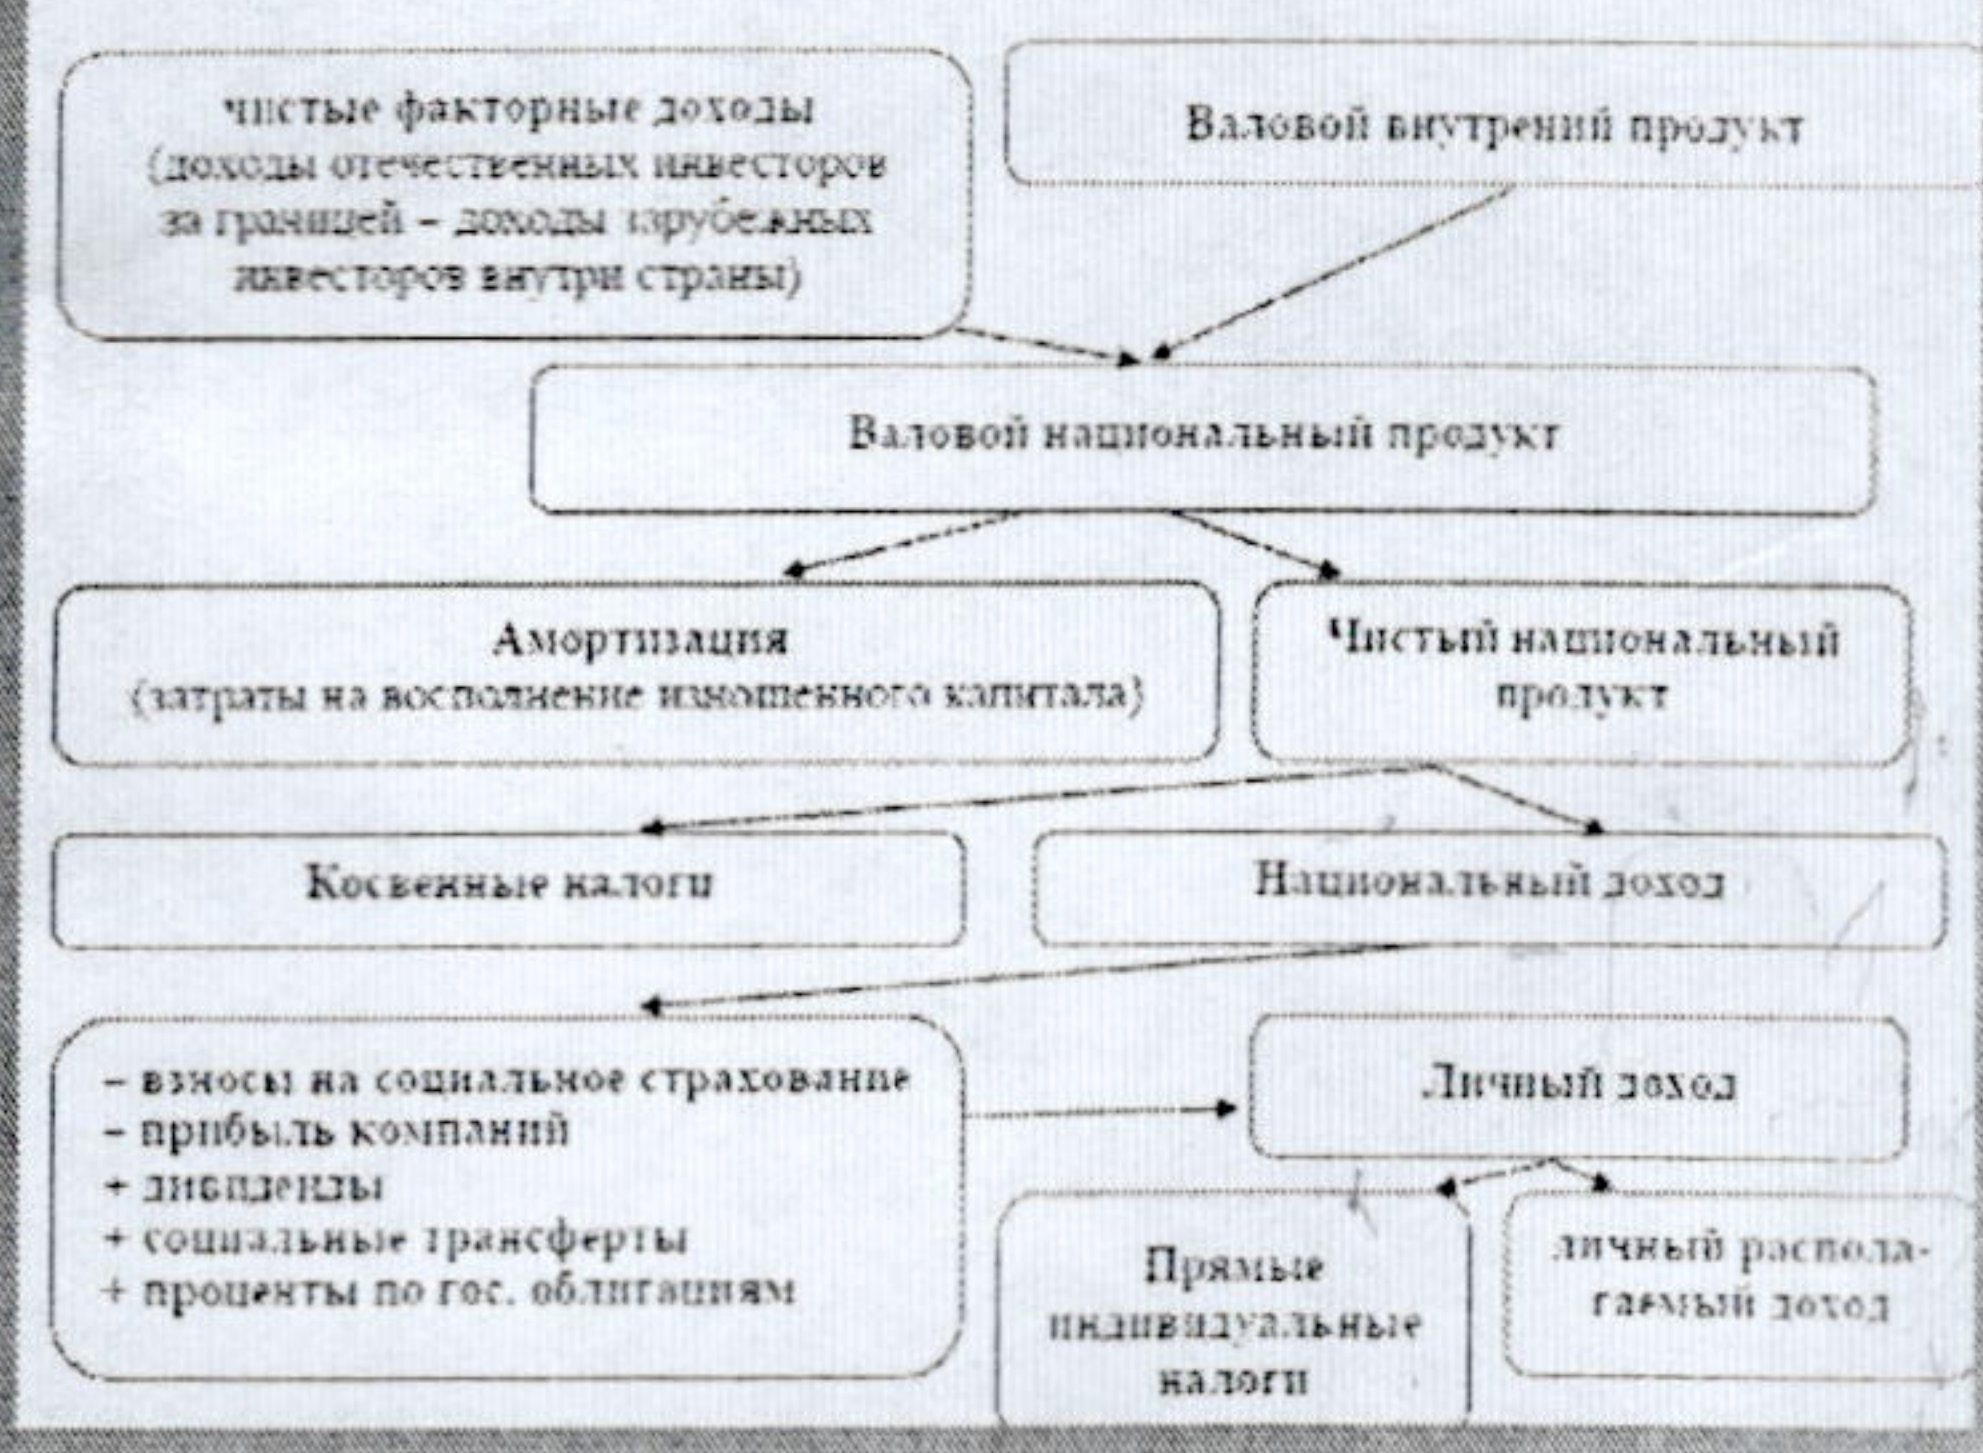 чистые факторные доходы
(доходы отечественных инвесторов
за границей – доходы зарубежных
инвесторов внутри страны)
Валовой внутрений продукт
Валовой национальный продукт
Амортизация
(затраты на восполнение изношенного капитала)
Чистый национальный
продукт
Косвенные налоги
Национальный доход
– взносы на социальное страхование
– прибыль компаний
+ дивиденды
+ социальные трансферты
+ проценты по гос. облигациям
Личный доход
Прямые
индивидуальные
налоги
личный распола-
гаемый доход